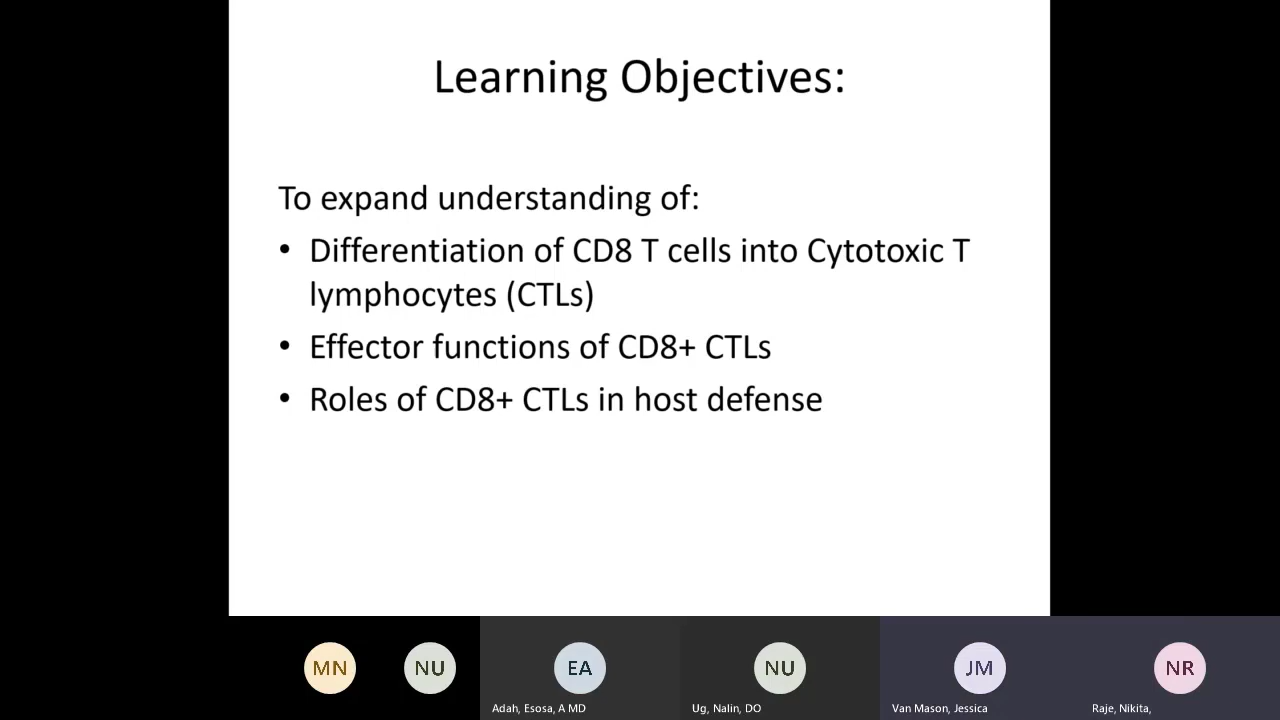 Learning Objectives:
To expand understanding of:
• Differentiation of CD8 T cells into Cytotoxic T
lymphocytes (CTLs)
• Effector functions of CD8+ CTLs
• Roles of CD8+ CTLs in host defense
MN
NU
EA
NU
JM
NR
Adah, Esosa, A MD
Ug, Nalin, DO
Van Mason, Jessica
Raje, Nikita,